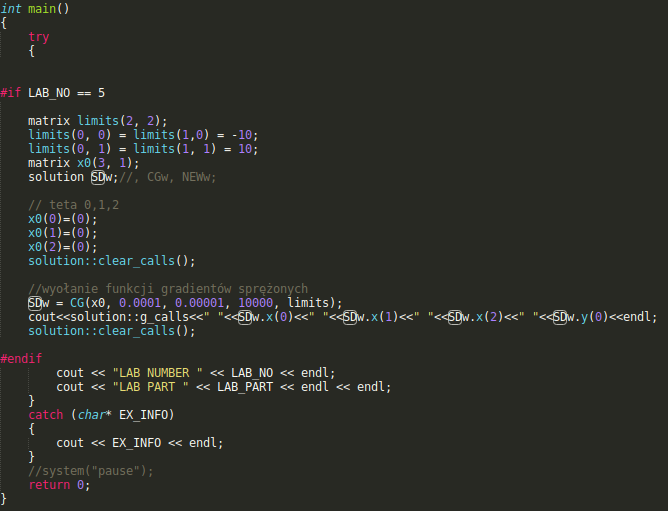 int main()
{
try
{
#if LAB_NO == 5
matrix limits(2, 2);
limits(0, 0) = limits(1,0) = -10;
limits(0, 1) = limits(1, 1) = 10;
matrix x0(3, 1);
solution SDw;//, CGw, NEWw;
// teta 0,1,2
x0(0)=(0);
x0(1)=(0);
x0(2)=(0);
solution::clear_calls();
//wyołanie funkcji gradientów sprężonych
SDw = CG(x0, 0.0001, 0.00001, 10000, limits);
cout<<solution::g_calls<<" "<<SDw.x(0)<<" "<<SDw.x(1)<<" "<<SDw.x(2)<<" "<<SDw.y(0)<<endl;
solution::clear_calls();
#endif
cout << "LAB NUMBER " << LAB_NO << endl;
cout << "LAB PART " << LAB_PART << endl << endl;
}
catch (char* EX_INFO)
{
cout << EX_INFO << endl;
}
//system("pause");
return 0;
}